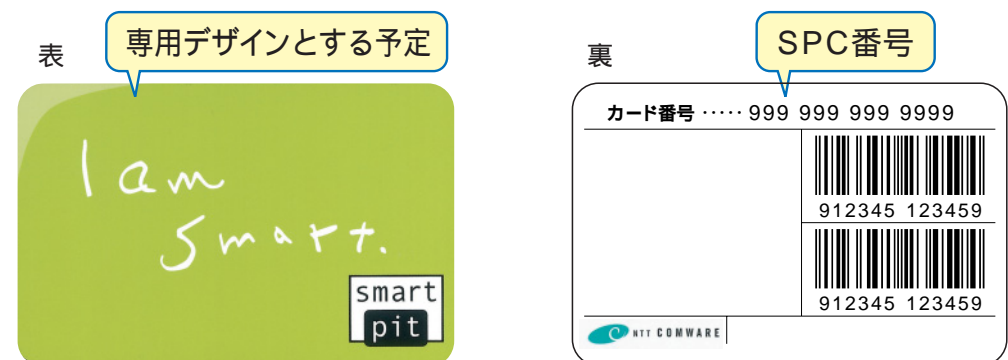 表
専用デザインとする予定
I am
smart.
smart
pit
裏
SPC番号
カード番号 ····· 999 999 999 9999
912345 123459
912345 123459
NTT COMWARE